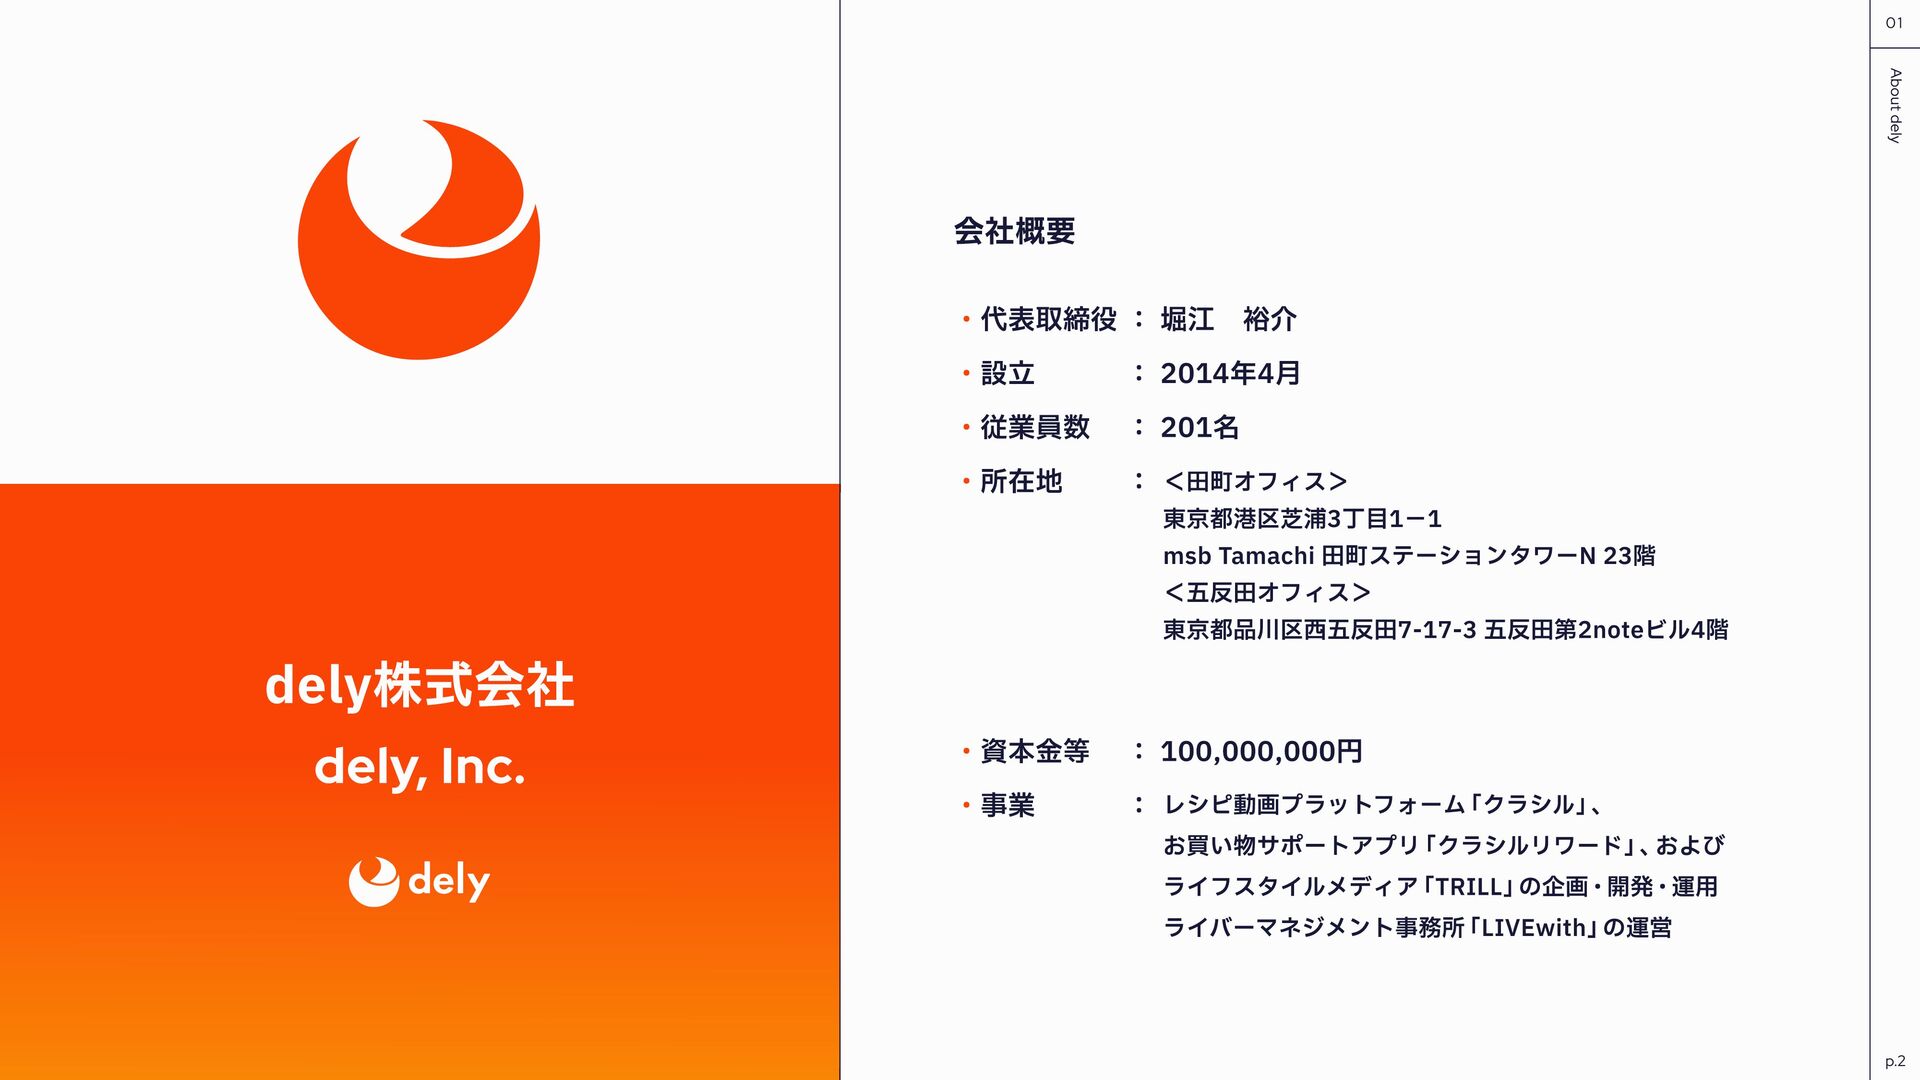 dely株式会社
dely, Inc.
dely
会社概要
・代表取締役 ： 堀江　裕介
・設立 ： 2014年4月
・従業員数 ： 201名
・所在地 ： ＜田町オフィス＞
東京都港区芝浦3丁目1ー1
msb Tamachi 田町ステーションタワーN 23階
＜五反田オフィス＞
東京都品川区西五反田7-17-3 五反田第2noteビル4階
・資本金等 ： 100,000,000円
・事業 ： レシピ動画プラットフォーム「クラシル」、
お買い物サポートアプリ「クラシルリワード」、および
ライフスタイルメディア「TRILL」の企画・開発・運用
ライバーマネジメント事務所「LIVEwith」の運営
01
About dely
p.2